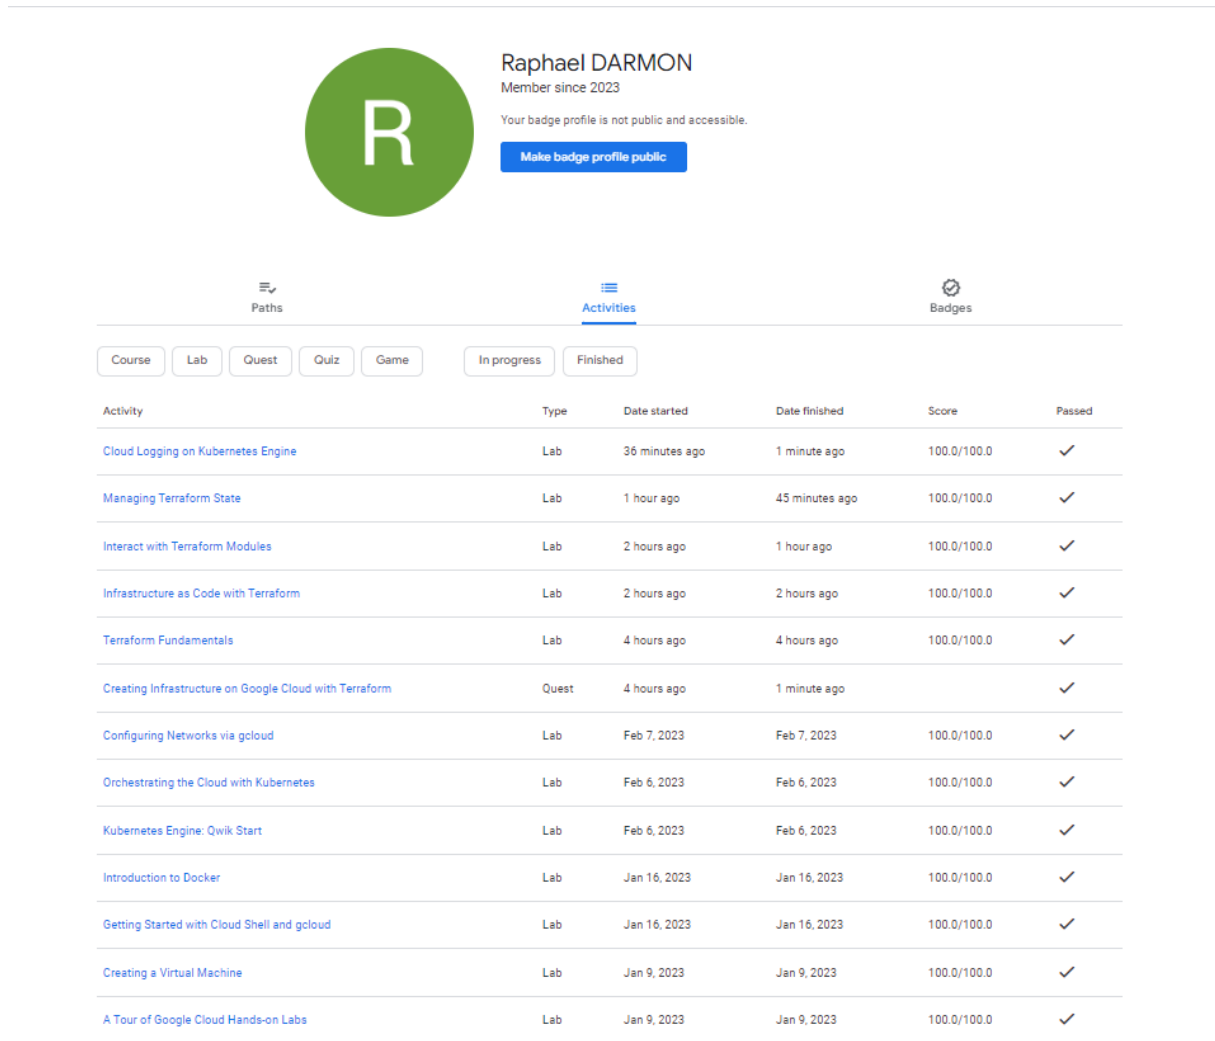 R
Raphael DARMON
Member since 2023
Your badge profile is not public and accessible.
Make badge profile public
Paths Activities Badges
Course Lab Quest Quiz Game In progress Finished
Activity Type Date started Date finished Score Passed
Cloud Logging on Kubernetes Engine Lab 36 minutes ago 1 minute ago 100.0/100.0
Managing Terraform State Lab 1 hour ago 45 minutes ago 100.0/100.0
Interact with Terraform Modules Lab 2 hours ago 1 hour ago 100.0/100.0
Infrastructure as Code with Terraform Lab 2 hours ago 2 hours ago 100.0/100.0
Terraform Fundamentals Lab 4 hours ago 4 hours ago 100.0/100.0
Creating Infrastructure on Google Cloud with Terraform Quest 4 hours ago 1 minute ago
Configuring Networks via gcloud Lab Feb 7, 2023 Feb 7, 2023 100.0/100.0
Orchestrating the Cloud with Kubernetes Lab Feb 6, 2023 Feb 6, 2023 100.0/100.0
Kubernetes Engine: Qwik Start Lab Feb 6, 2023 Feb 6, 2023 100.0/100.0
Introduction to Docker Lab Jan 16, 2023 Jan 16, 2023 100.0/100.0
Getting Started with Cloud Shell and gcloud Lab Jan 16, 2023 Jan 16, 2023 100.0/100.0
Creating a Virtual Machine Lab Jan 9, 2023 Jan 9, 2023 100.0/100.0
A Tour of Google Cloud Hands-on Labs Lab Jan 9, 2023 Jan 9, 2023 100.0/100.0